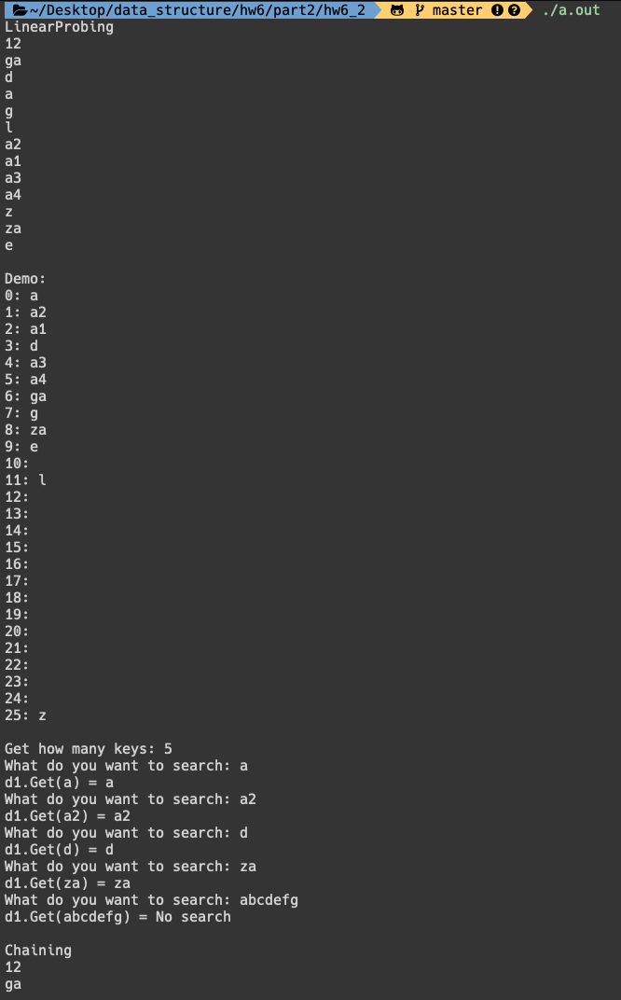 ~/Desktop/data_structure/hw6/part2/hw6_2 master ./a.out
LinearProbing
12
ga
d
a
g
l
a2
a1
a3
a4
z
za
e
Demo:
0: a
1: a2
2: a1
3: d
4: a3
5: a4
6: ga
7: g
8: za
9: e
10:
11: l
12:
13:
14:
15:
16:
17:
18:
19:
20:
21:
22:
23:
24:
25: z
Get how many keys: 5
What do you want to search: a
d1.Get(a) = a
What do you want to search: a2
d1.Get(a2) = a2
What do you want to search: d
d1.Get(d) = d
What do you want to search: za
d1.Get(za) = za
What do you want to search: abcdefg
d1.Get(abcdefg) = No search
Chaining
12
ga